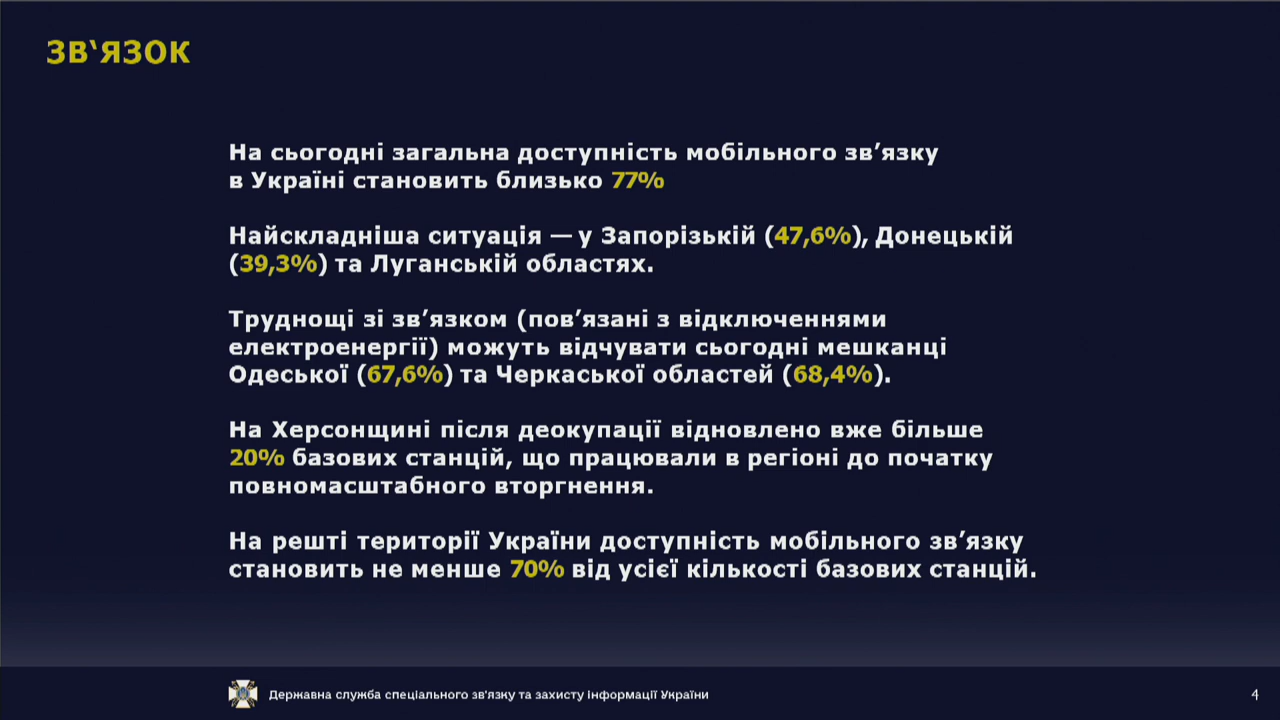 ЗВ‘ЯЗОК
На сьогодні загальна доступність мобільного зв’язку
в Україні становить близько 77%
Найскладніша ситуація — у Запорізькій (47,6%), Донецькій
(39,3%) та Луганській областях.
Труднощі зі зв’язком (пов’язані з відключеннями
електроенергії) можуть відчувати сьогодні мешканці
Одеської (67,6%) та Черкаської областей (68,4%).
На Херсонщині після деокупації відновлено вже більше
20% базових станцій, що працювали в регіоні до початку
повномасштабного вторгнення.
На решті території України доступність мобільного зв’язку
становить не менше 70% від усієї кількості базових станцій.
Державна служба спеціального зв'язку та захисту інформації України
4